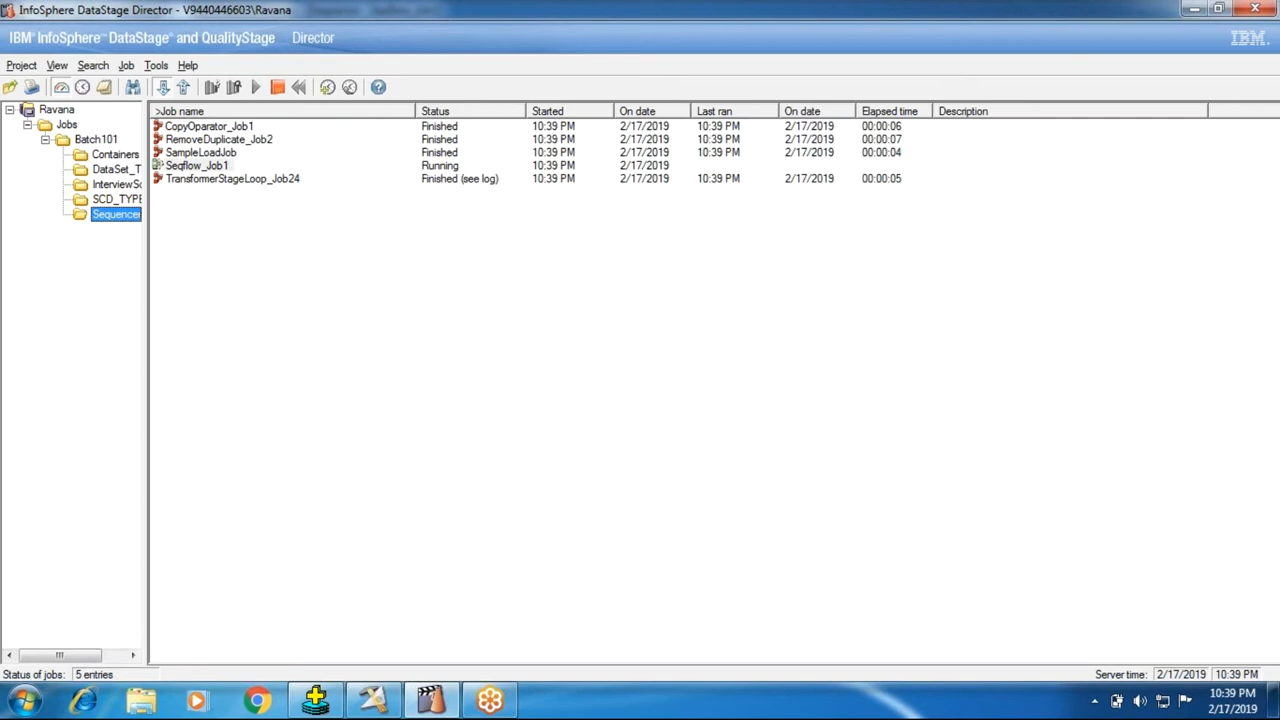 InfoSphere DataStage Director - V9440446603\Ravana
IBM® InfoSphere™ DataStage® and QualityStage Director
IBM.
Project View Search Job Tools Help
Ravana
Jobs
Batch101
Containers
DataSet_T
InterviewSc
SCD_TYPE
Sequencer
>Job name Status Started On date Last ran On date Elapsed time Description
CopyOparator_Job1 Finished 10:39 PM 2/17/2019 10:39 PM 2/17/2019 00:00:06
RemoveDuplicate_Job2 Finished 10:39 PM 2/17/2019 10:39 PM 2/17/2019 00:00:07
SampleLoadJob Finished 10:39 PM 2/17/2019 10:39 PM 2/17/2019 00:00:04
Seqflow_Job1 Running 10:39 PM 2/17/2019
TransformerStageLoop_Job24 Finished (see log) 10:39 PM 2/17/2019 10:39 PM 2/17/2019 00:00:05
Status of jobs: 5 entries Server time: 2/17/2019 10:39 PM
10:39 PM
2/17/2019